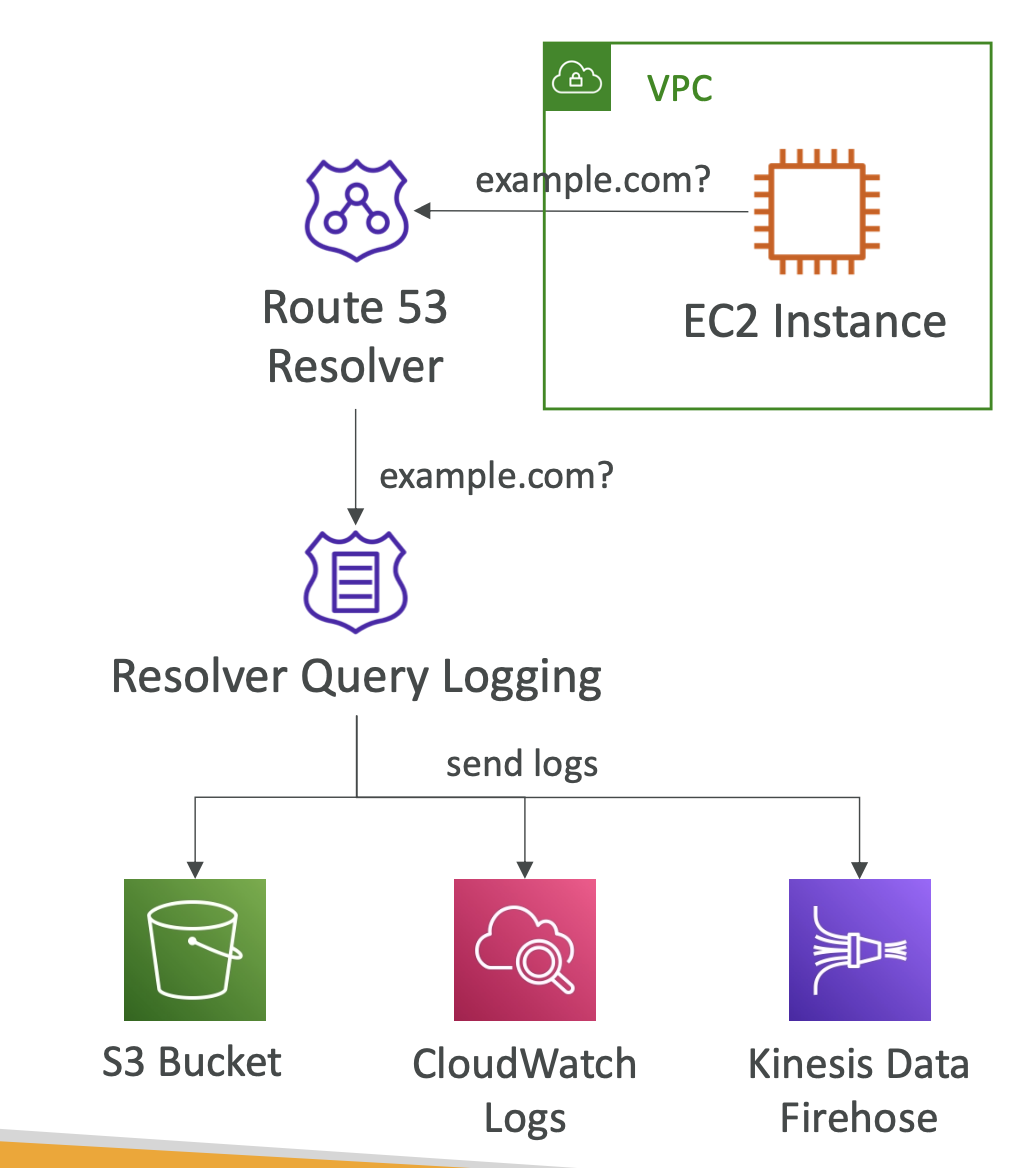 VPC
example.com?
Route 53
Resolver
EC2 Instance
example.com?
Resolver Query Logging
send logs
S3 Bucket
CloudWatch
Logs
Kinesis Data
Firehose